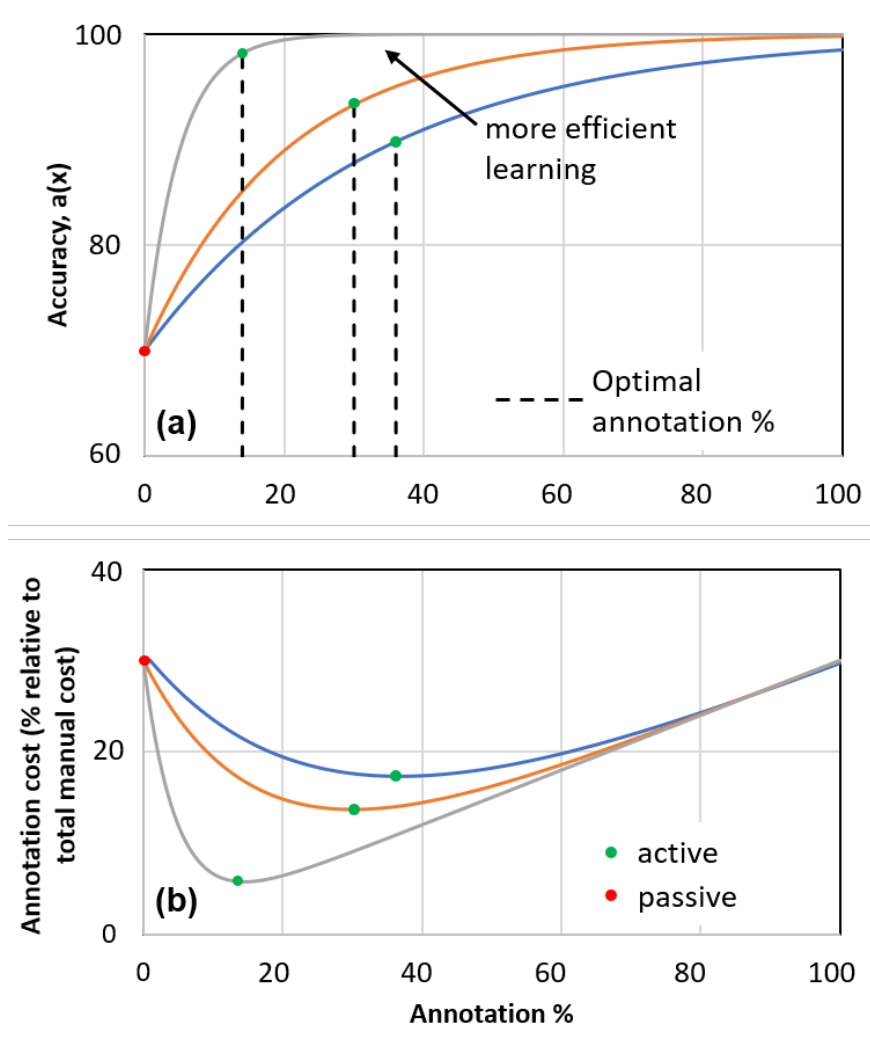 100
80
60
Accuracy, a(x)
more efficient
learning
Optimal
annotation %
(a)
0 20 40 60 80 100
40
20
0
Annotation cost (% relative to
total manual cost)
active
passive
(b)
0 20 40 60 80 100
Annotation %